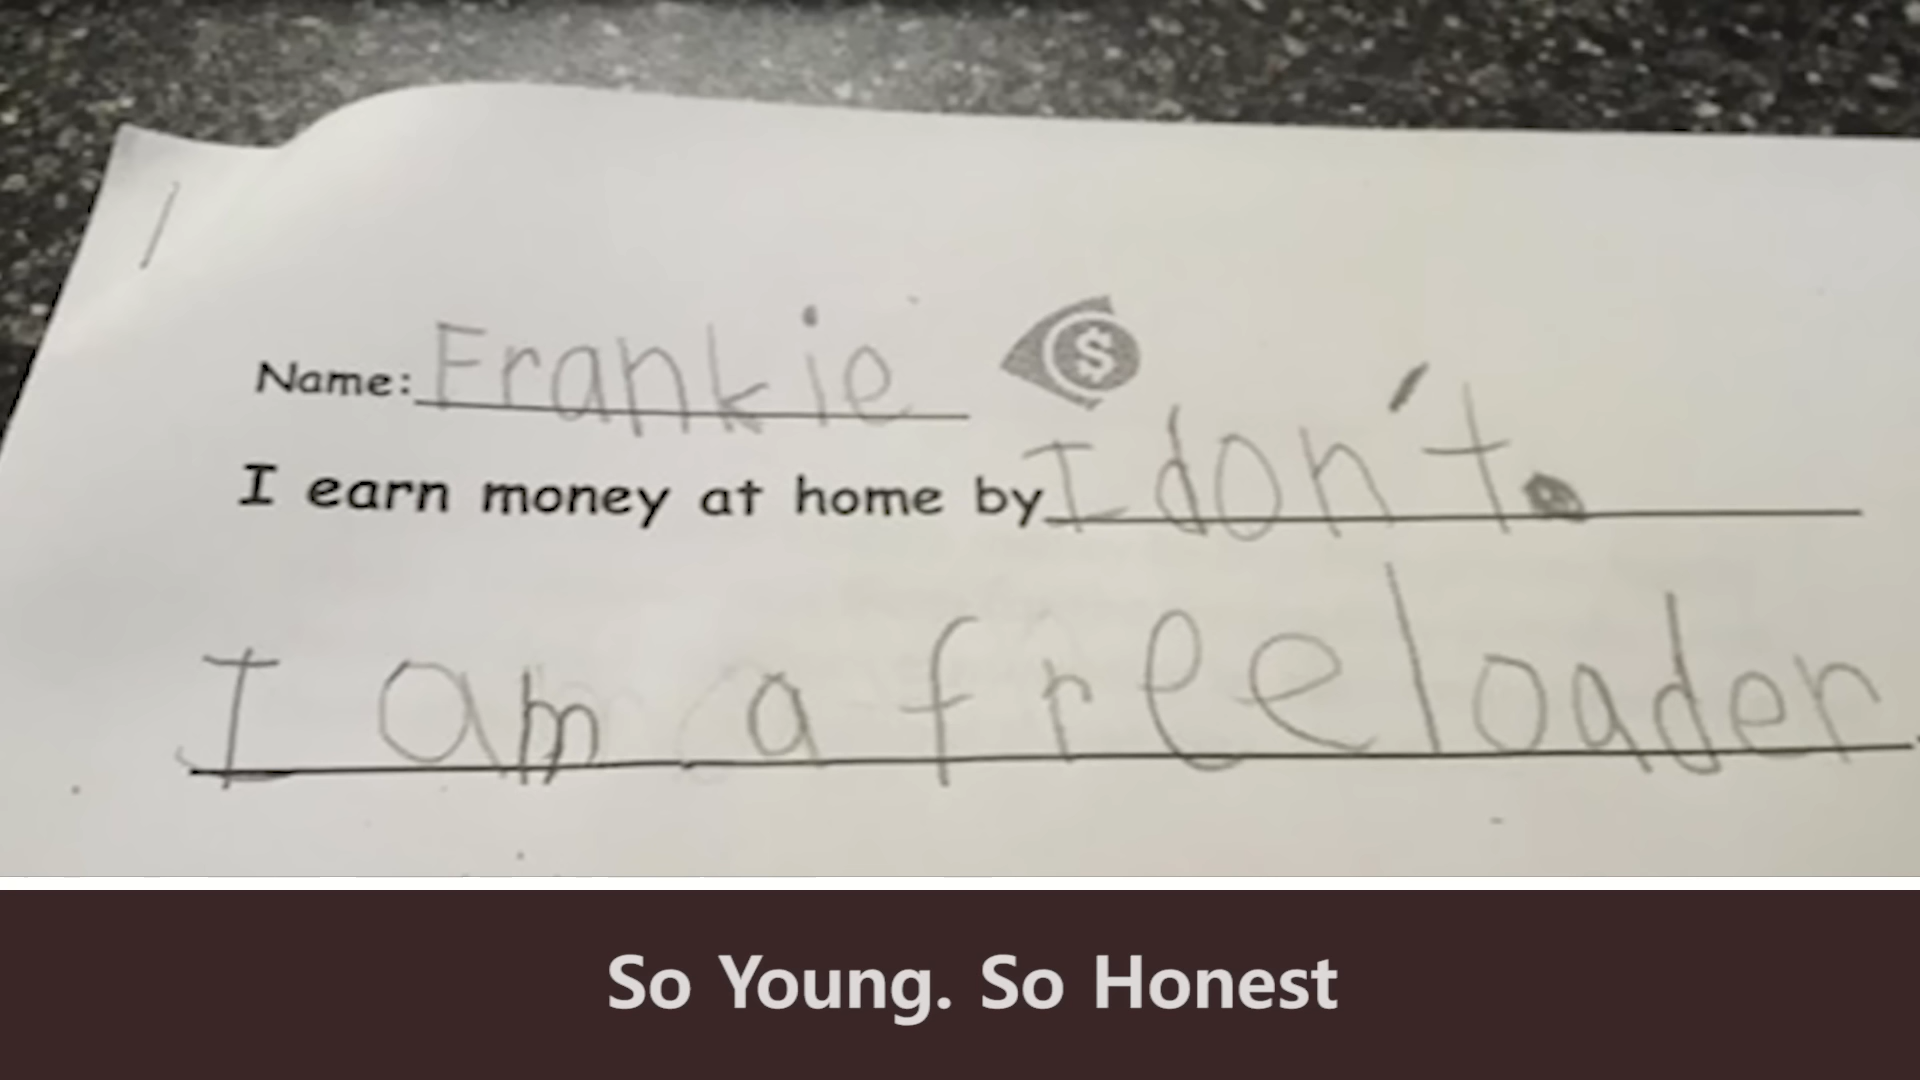 Name: Frankie
$
I earn money at home by I don't.
I am a freeloader.
So Young. So Honest